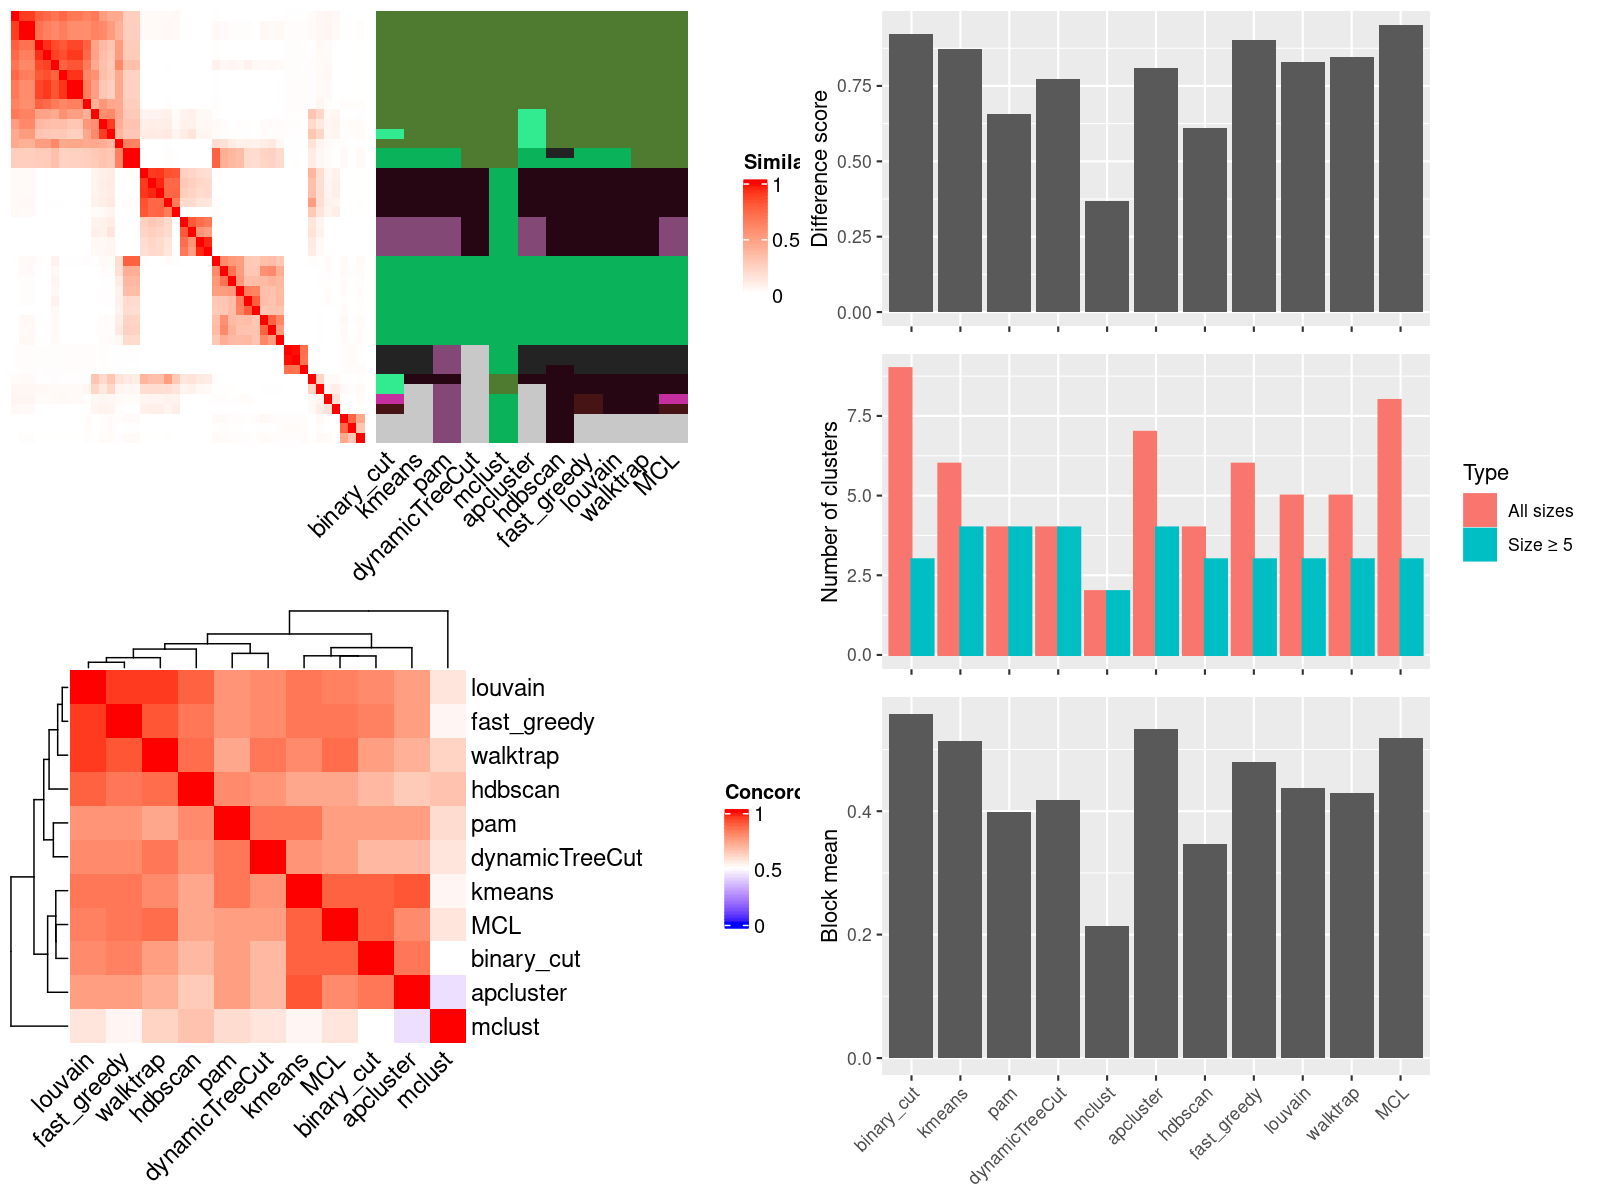 Simila
1
0.5
0
binary_cut
kmeans
pam
dynamicTreeCut
mclust
apcluster
hdbscan
fast_greedy
louvain
walktrap
MCL
louvain
fast_greedy
walktrap
hdbscan
pam
dynamicTreeCut
kmeans
MCL
binary_cut
apcluster
mclust
louvain
fast_greedy
walktrap
hdbscan
pam
dynamicTreeCut
kmeans
MCL
binary_cut
apcluster
mclust
Concord
1
0.5
0
Difference score
0.75
0.50
0.25
0.00
Number of clusters
7.5
5.0
2.5
0.0
Type
All sizes
Size ≥ 5
Block mean
0.4
0.2
0.0
binary_cut
kmeans
pam
dynamicTreeCut
mclust
apcluster
hdbscan
fast_greedy
louvain
walktrap
MCL